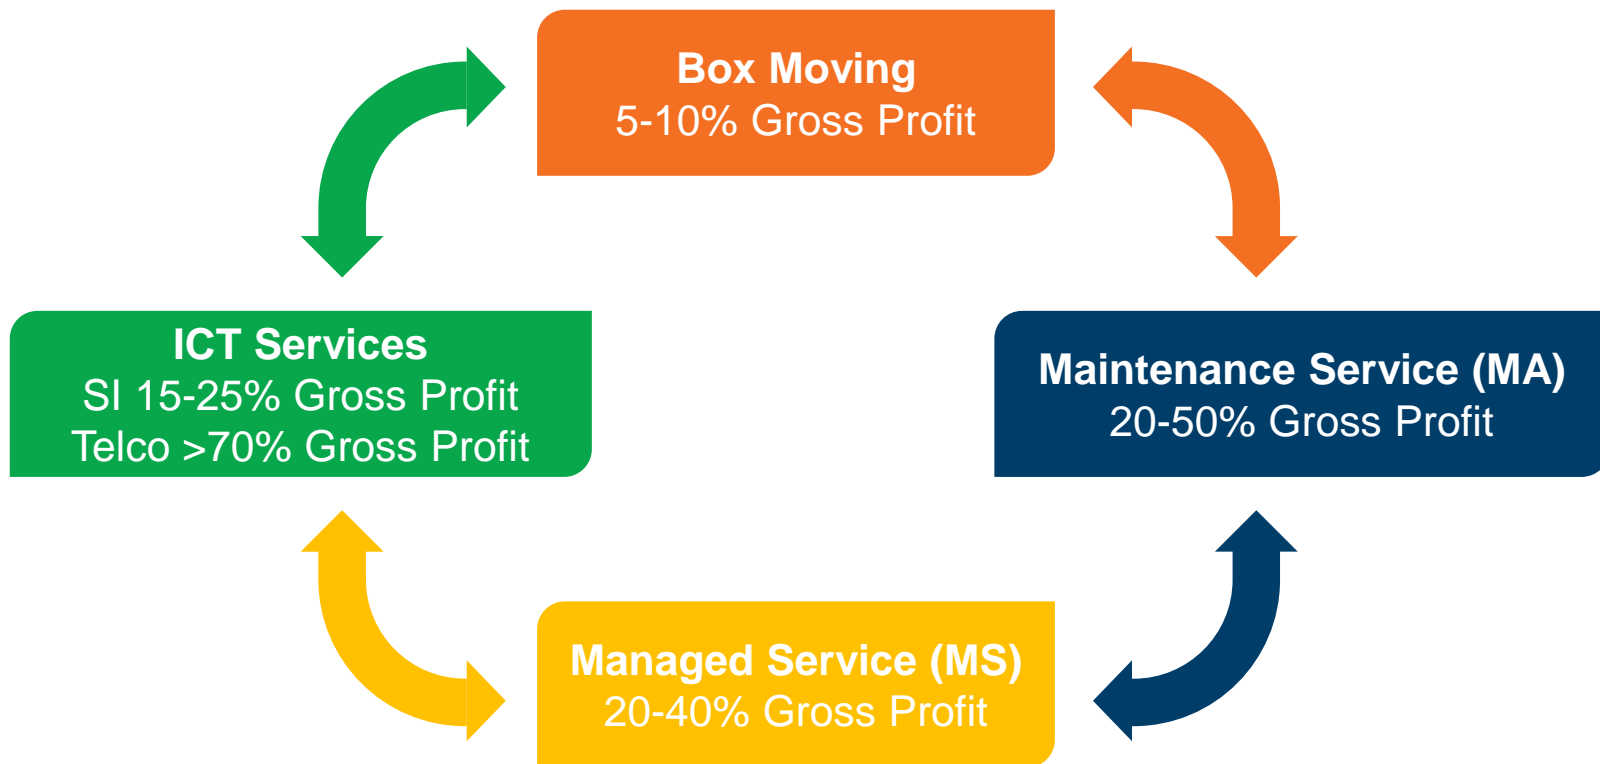 Box Moving
5-10% Gross Profit
ICT Services
SI 15-25% Gross Profit
Telco >70% Gross Profit
Maintenance Service (MA)
20-50% Gross Profit
Managed Service (MS)
20-40% Gross Profit